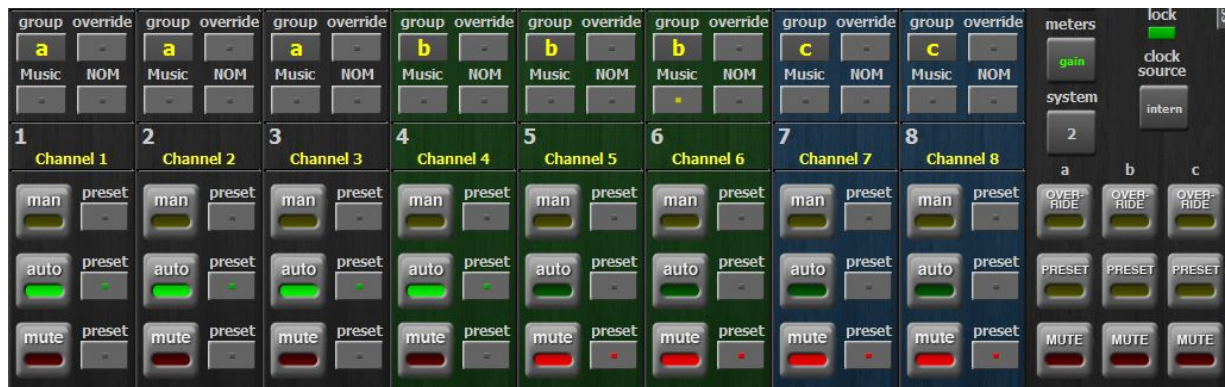 group override group override group override group override group override group override group override group override
a a a b b b c c
Music NOM Music NOM Music NOM Music NOM Music NOM Music NOM Music NOM Music NOM
1 2 3 4 5 6 7 8
Channel 1 Channel 2 Channel 3 Channel 4 Channel 5 Channel 6 Channel 7 Channel 8
man preset man preset man preset man preset man preset man preset man preset man preset
auto preset auto preset auto preset auto preset auto preset auto preset auto preset auto preset
mute preset mute preset mute preset mute preset mute preset mute preset mute preset mute preset
meters
gain
system
2
lock
clock
source
intern
a b c
OVER-
RIDE
OVER-
RIDE
OVER-
RIDE
PRESET PRESET PRESET
MUTE MUTE MUTE